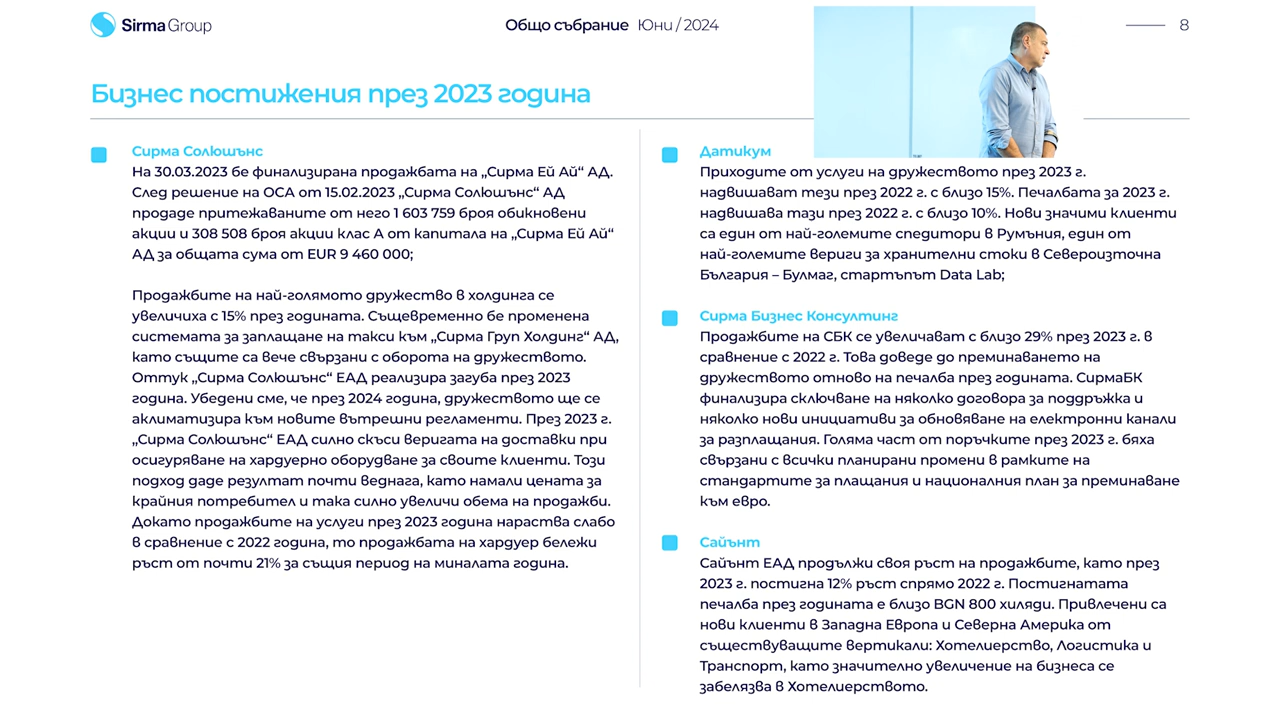 Sirma Group
Общо събрание Юни / 2024
8
Бизнес постижения през 2023 година
Сирма Солюшънс
На 30.03.2023 бе финализирана продажбата на „Сирма Ей Ай“ АД.
След решение на ОСА от 15.02.2023 „Сирма Солюшънс“ АД
продаде притежаваните от него 1 603 759 броя обикновени
акции и 308 508 броя акции клас А от капитала на „Сирма Ей Ай“
АД за общата сума от EUR 9 460 000;
Продажбите на най-голямото дружество в холдинга се
увеличиха с 15% през годината. Същевременно бе променена
системата за заплащане на такси към „Сирма Груп Холдинг“ АД,
като същите са вече свързани с оборота на дружеството.
Оттук „Сирма Солюшънс“ ЕАД реализира загуба през 2023
година. Убедени сме, че през 2024 година, дружеството ще се
аклиматизира към новите вътрешни регламенти. През 2023 г.
„Сирма Солюшънс“ ЕАД силно скъси веригата на доставки при
осигуряване на хардуерно оборудване за своите клиенти. Този
подход даде резултат почти веднага, като намали цената за
крайния потребител и така силно увеличи обема на продажби.
Докато продажбите на услуги през 2023 година нараства слабо
в сравнение с 2022 година, то продажбата на хардуер бележи
ръст от почти 21% за същия период на миналата година.
Датикум
Приходите от услуги на дружеството през 2023 г.
надвишават тези през 2022 г. с близо 15%. Печалбата за 2023 г.
надвишава тази през 2022 г. с близо 10%. Нови значими клиенти
са един от най-големите спедитори в Румъния, един от
най-големите вериги за хранителни стоки в Североизточна
България – Булмаг, стартъпът Data Lab;
Сирма Бизнес Консултинг
Продажбите на СБК се увеличават с близо 29% през 2023 г. в
сравнение с 2022 г. Това доведе до преминаването на
дружеството отново на печалба през годината. СирмаБК
финализира сключване на няколко договора за поддръжка и
няколко нови инициативи за обновяване на електронни канали
за разплащания. Голяма част от поръчките през 2023 г. бяха
свързани с всички планирани промени в рамките на
стандартите за плащания и националния план за преминаване
към евро.
Сайънт
Сайънт ЕАД продължи своя ръст на продажбите, като през
2023 г. постигна 12% ръст спрямо 2022 г. Постигнатата
печалба през годината е близо BGN 800 хиляди. Привлечени са
нови клиенти в Западна Европа и Северна Америка от
съществуващите вертикали: Хотелиерство, Логистика и
Транспорт, като значително увеличение на бизнеса се
забелязва в Хотелиерството.